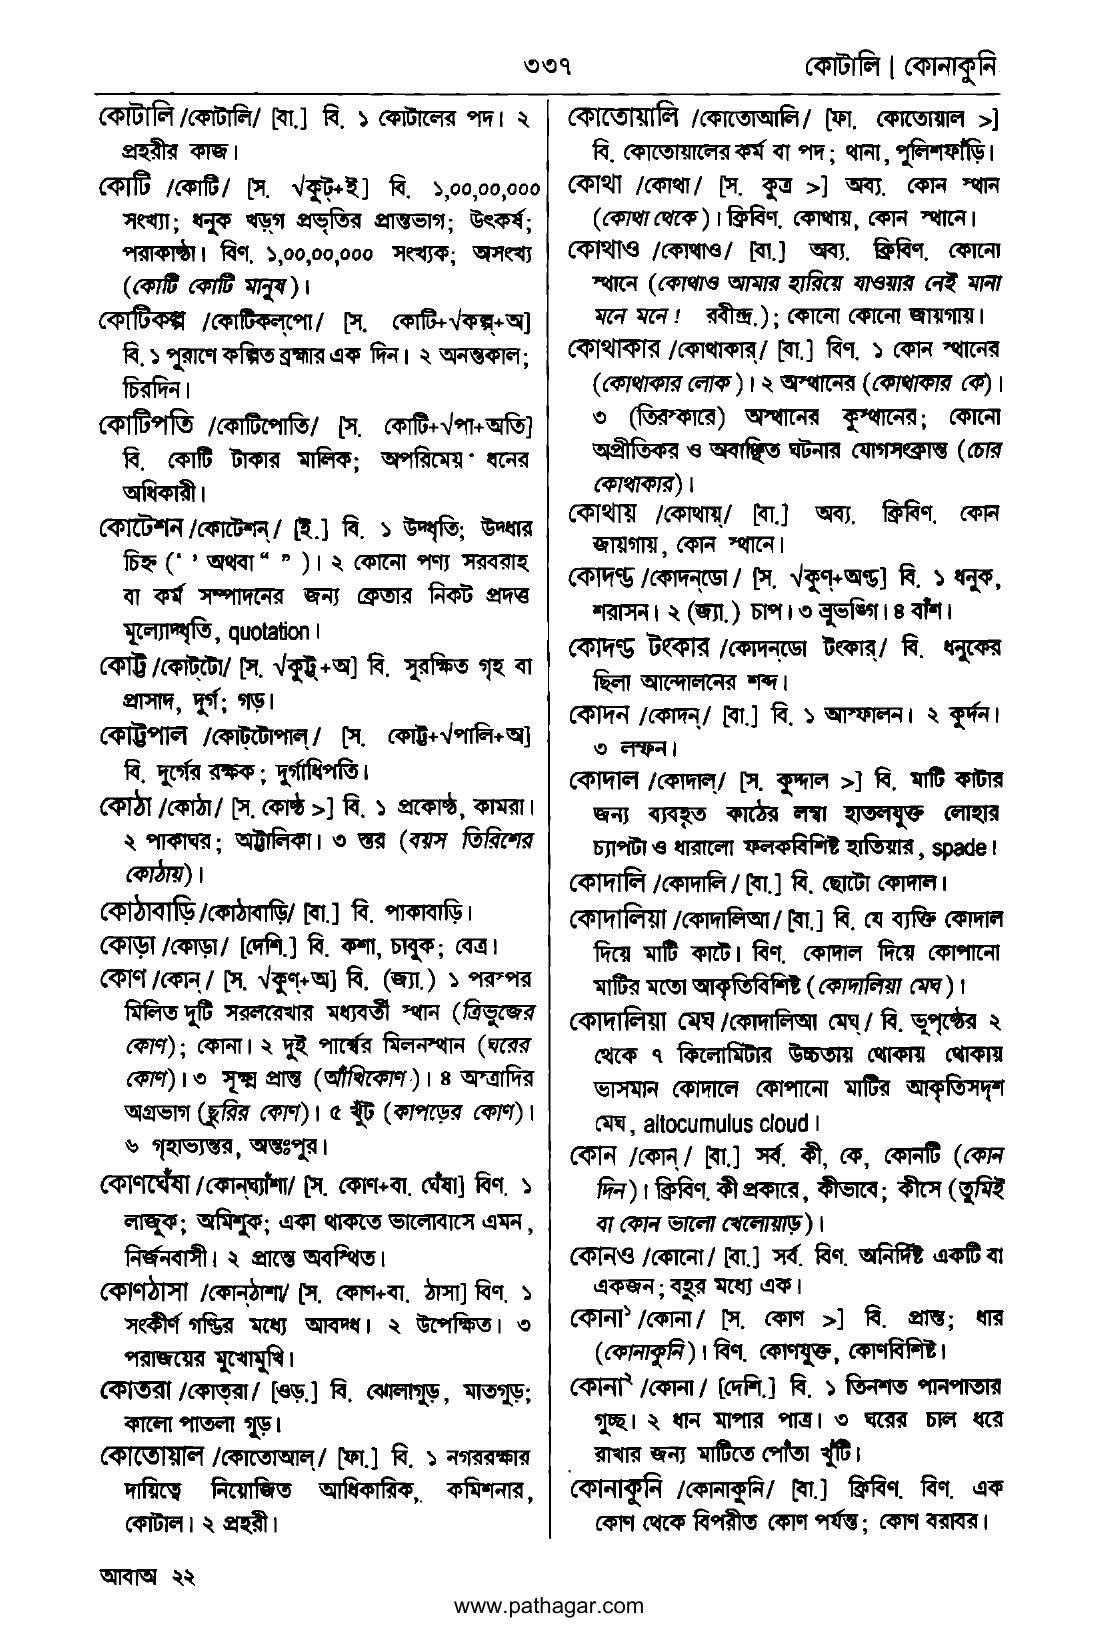 ৩৩৭
কোটালি | কোনাকুনি
কোটালি /কোটালি/ [বা.] বি. ১ কোটালের পদ। ২
প্রহরীর কাজ।
কোটি /কোটি/ [স. √কুট্+ই] বি. ১,০০,০০,০০০
সংখ্যা; ধনুক খড়্গ প্রভৃতির প্রান্তভাগ; উৎকর্ষ;
পরাকাষ্ঠা। বিণ. ১,০০,০০,০০০ সংখ্যক; অসংখ্য
(কোটি কোটি মানুষ)।
কোটিকল্প /কোটিকল্পো/ [স. কোটি+√কল্প্+অ]
বি. ১ পুরাণে কল্পিত ব্রহ্মার এক দিন। ২ অনন্তকাল;
চিরদিন।
কোটিপতি /কোটিপোতি/ [স. কোটি+√পা+অতি]
বি. কোটি টাকার মালিক; অপরিমেয় ধনের
অধিকারী।
কোটেশন /কোটেশন্/ [ই.] বি. ১ উদ্ধৃতি; উদ্ধার
চিহ্ন (‘ ’ অথবা “ ” )। ২ কোনো পণ্য সরবরাহ
বা কর্ম সম্পাদনের জন্য ক্রেতার নিকট প্রদত্ত
মূল্যোদ্ধৃতি, quotation।
কোট্ট /কোট্টো/ [স. √কুট্ট্+অ] বি. সুরক্ষিত গৃহ বা
প্রাসাদ, দুর্গ; গড়।
কোট্টপাল /কোট্টোপাল্/ [স. কোট্ট+√পালি+অ]
বি. দুর্গের রক্ষক; দুর্গাধিপতি।
কোঠা /কোঠা/ [স. কোষ্ঠ >] বি. ১ প্রকোষ্ঠ, কামরা।
২ পাকাঘর; অট্টালিকা। ৩ স্তর (বয়স তিরিশের
কোঠায়)।
কোঠাবাড়ি /কোঠাবাড়ি/ [বা.] বি. পাকাবাড়ি।
কোড়া /কোড়া/ [দেশি.] বি. কশা, চাবুক; বেত্র।
কোণ /কোন্/ [স. √কুণ্+অ] বি. (জ্যা.) ১ পরস্পর
মিলিত দুটি সরলরেখার মধ্যবর্তী স্থান (ত্রিভুজের
কোণ); কোনা। ২ দুই পার্শ্বের মিলনস্থান (ঘরের
কোণ)। ৩ সূক্ষ্ম প্রান্ত (আঁখিকোণ)। ৪ অস্ত্রাদির
অগ্রভাগ (ছুরির কোণ)। ৫ খুঁট (কাপড়ের কোণ)।
৬ গৃহাভ্যন্তর, অন্তঃপুর।
কোণঘেঁষা /কোন্‌ঘ্যাঁশা/ [স. কোণ+বা. ঘেঁষা] বিণ. ১
লাজুক; অমিশুক; একা থাকতে ভালোবাসে এমন,
নির্জনবাসী। ২ প্রান্তে অবস্থিত।
কোণঠাসা /কোন্‌ঠাশা/ [স. কোণ+বা. ঠাসা] বিণ. ১
সংকীর্ণ গণ্ডির মধ্যে আবদ্ধ। ২ উপেক্ষিত। ৩
পরাজয়ের মুখোমুখি।
কোতরা /কোত্‌রা/ [ওড়.] বি. ঝোলাগুড়, মাতগুড়;
কালো পাতলা গুড়।
কোতোয়াল /কোতোআল্/ [ফা.] বি. ১ নগররক্ষার
দায়িত্বে নিয়োজিত আধিকারিক, কমিশনার,
কোটাল। ২ প্রহরী।
কোতোয়ালি /কোতোআলি/ [ফা. কোতোয়াল >]
বি. কোতোয়ালের কর্ম বা পদ; থানা, পুলিশফাঁড়ি।
কোথা /কোথা/ [স. কুত্র >] অব্য. কোন স্থান
(কোথা থেকে)। ক্রিবিণ. কোথায়, কোন স্থানে।
কোথাও /কোথাও/ [বা.] অব্য. ক্রিবিণ. কোনো
স্থানে (কোথাও আমার হারিয়ে যাওয়ার নেই মানা
মনে মনে! রবীন্দ্র.); কোনো কোনো জায়গায়।
কোথাকার /কোথাকার্/ [বা.] বিণ. ১ কোন স্থানের
(কোথাকার লোক)। ২ অস্থানের (কোথাকার কে)।
৩ (তিরস্কারে) অস্থানের কুস্থানের; কোনো
অপ্রীতিকর ও অবাঞ্ছিত ঘটনার যোগসংক্রান্ত (চোর
কোথাকার)।
কোথায় /কোথায়্/ [বা.] অব্য. ক্রিবিণ. কোন
জায়গায়, কোন স্থানে।
কোদণ্ড /কোদন্‌ডো/ [স. √কুণ্+অণ্ড] বি. ১ ধনুক,
শরাসন। ২ (জ্যা.) চাপ। ৩ ভ্রুভঙ্গি। ৪ বাঁশ।
কোদণ্ড টংকার /কোদন্‌ডো টংকার্/ বি. ধনুকের
ছিলা আন্দোলনের শব্দ।
কোদন /কোদন্/ [বা.] বি. ১ আস্ফালন। ২ কুর্দন।
৩ লম্ফন।
কোদাল /কোদাল্/ [স. কুদ্দাল >] বি. মাটি কাটার
জন্য ব্যবহৃত কাঠের লম্বা হাতলযুক্ত লোহার
চ্যাপটা ও ধারালো ফলকবিশিষ্ট হাতিয়ার, spade।
কোদালি /কোদালি/ [বা.] বি. ছোটো কোদাল।
কোদালিয়া /কোদালিআ/ [বা.] বি. যে ব্যক্তি কোদাল
দিয়ে মাটি কাটে। বিণ. কোদাল দিয়ে কোপানো
মাটির মতো আকৃতিবিশিষ্ট (কোদালিয়া মেঘ)।
কোদালিয়া মেঘ /কোদালিআ মেঘ্/ বি. ভূপৃষ্ঠের ২
থেকে ৭ কিলোমিটার উচ্চতায় থোকায় থোকায়
ভাসমান কোদালে কোপানো মাটির আকৃতিসদৃশ
মেঘ, altocumulus cloud।
কোন /কোন্/ [বা.] সর্ব. কী, কে, কোনটি (কোন
দিন)। ক্রিবিণ. কী প্রকারে, কীভাবে; কীসে (তুমিই
বা কোন ভালো খেলোয়াড়)।
কোনও /কোনো/ [বা.] সর্ব. বিণ. অনির্দিষ্ট একটি বা
একজন; বহুর মধ্যে এক।
কোনা১ /কোনা/ [স. কোণ >] বি. প্রান্ত; ধার
(কোনাকুনি)। বিণ. কোণযুক্ত, কোণবিশিষ্ট।
কোনা২ /কোনা/ [দেশি.] বি. ১ তিনশত পানপাতার
গুচ্ছ। ২ ধান মাপার পাত্র। ৩ ঘরের চাল ধরে
রাখার জন্য মাটিতে পোঁতা খুঁটি।
কোনাকুনি /কোনাকুনি/ [বা.] ক্রিবিণ. বিণ. এক
কোণ থেকে বিপরীত কোণ পর্যন্ত; কোণ বরাবর।
আবাঅ ২২
www.pathagar.com